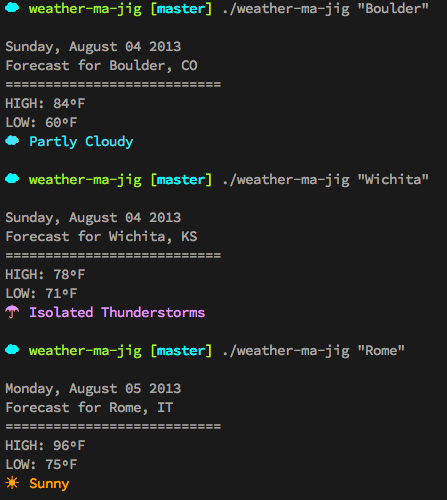 ☁ weather-ma-jig [master] ./weather-ma-jig "Boulder"
Sunday, August 04 2013
Forecast for Boulder, CO
===========================
HIGH: 84ºF
LOW: 60ºF
☁ Partly Cloudy
☁ weather-ma-jig [master] ./weather-ma-jig "Wichita"
Sunday, August 04 2013
Forecast for Wichita, KS
===========================
HIGH: 78ºF
LOW: 71ºF
☂ Isolated Thunderstorms
☁ weather-ma-jig [master] ./weather-ma-jig "Rome"
Monday, August 05 2013
Forecast for Rome, IT
===========================
HIGH: 96ºF
LOW: 75ºF
☀ Sunny